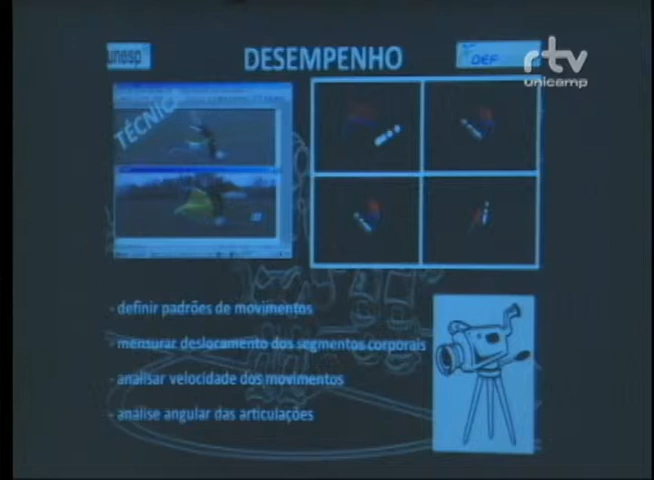 unesp
DESEMPENHO
DEF
rtv
unicamp
TÉCNICA
- definir padrões de movimentos
- mensurar deslocamento dos segmentos corporais
- analisar velocidade dos movimentos
- análise angular das articulações